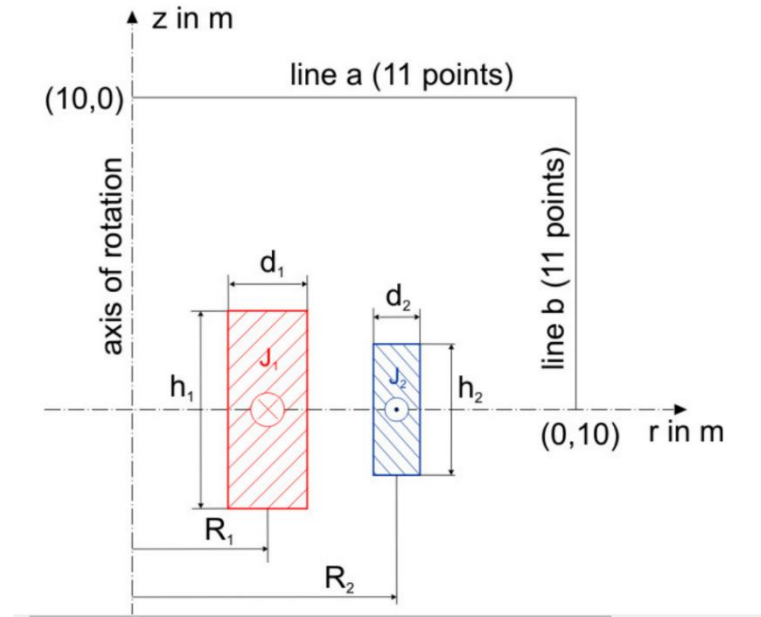 z in m
line a (11 points)
(10,0)
axis of rotation
line b (11 points)
d₁
d₂
J₁
J₂
h₁
h₂
(0,10)
r in m
R₁
R₂